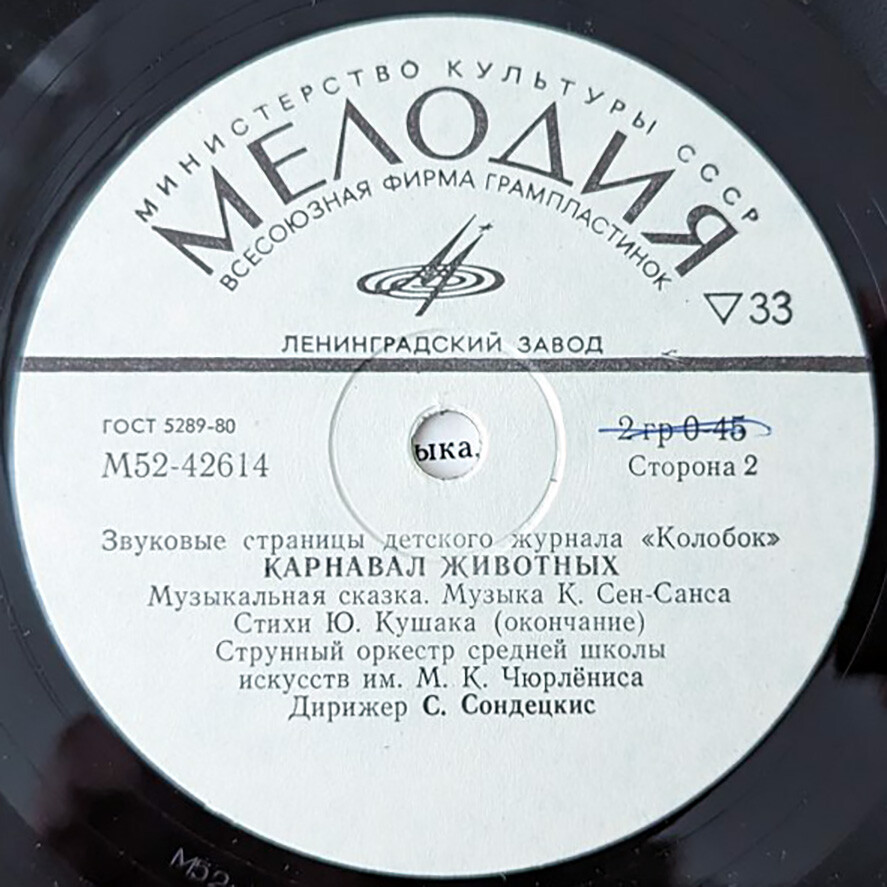 МИНИСТЕРСТВО КУЛЬТУРЫ СССР
МЕЛОДИЯ
ВСЕСОЮЗНАЯ ФИРМА ГРАМПЛАСТИНОК
▽33
ЛЕНИНГРАДСКИЙ ЗАВОД
ГОСТ 5289-80
2 гр 0-45
М52-42614
ыка.
Сторона 2
Звуковые страницы детского журнала «Колобок»
КАРНАВАЛ ЖИВОТНЫХ
Музыкальная сказка. Музыка К. Сен-Санса
Стихи Ю. Кушака (окончание)
Струнный оркестр средней школы
искусств им. М. К. Чюрлёниса
Дирижер С. Сондецкис
М52